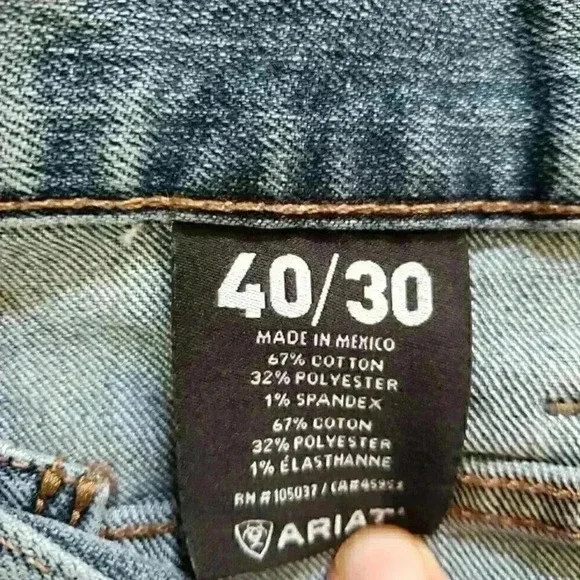 40/30
MADE IN MEXICO
67% COTTON
32% POLYESTER
1% SPANDEX
67% COTON
32% POLYESTER
1% ÉLASTHANNE
RN # 105037 / CA#
ARIAT